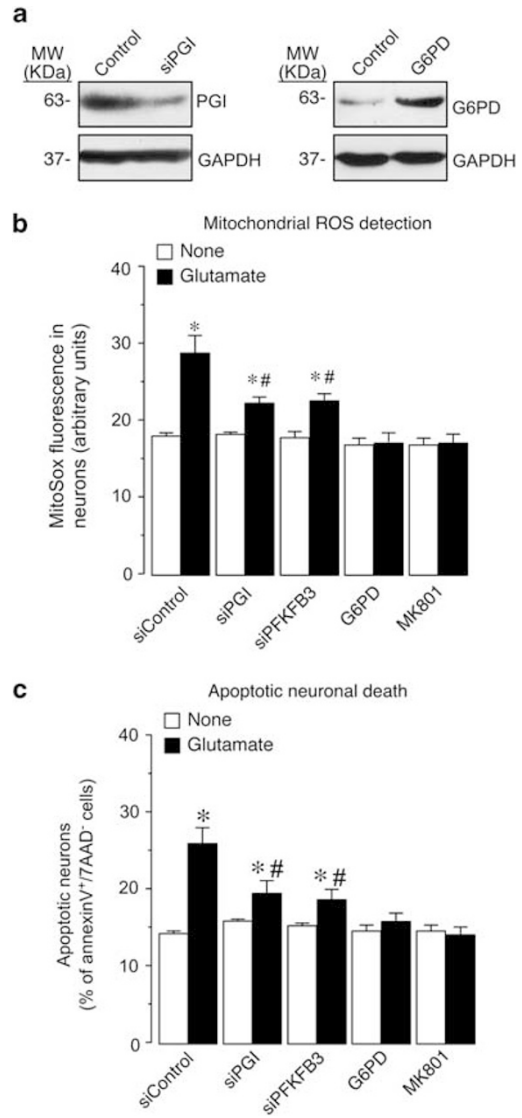 a
MW
(KDa)
Control
siPGI
63-
PGI
37-
GAPDH
MW
(KDa)
Control
G6PD
63-
G6PD
37-
GAPDH
b
Mitochondrial ROS detection
None
Glutamate
MitoSox fluorescence in
neurons (arbitrary units)
40
30
20
10
0
*
*#
*#
siControl
siPGI
siPFKFB3
G6PD
MK801
c
Apoptotic neuronal death
None
Glutamate
Apoptotic neurons
(% of annexinV⁺/7AAD⁻ cells)
40
30
20
10
0
*
*#
*#
siControl
siPGI
siPFKFB3
G6PD
MK801